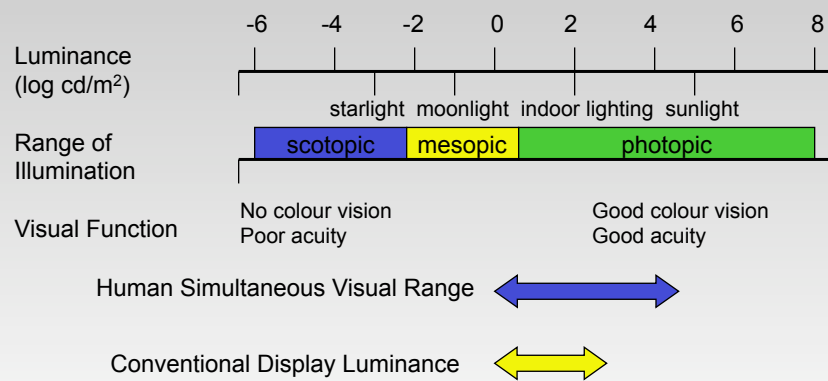 -6 -4 -2 0 2 4 6 8
Luminance
(log cd/m²)
starlight moonlight indoor lighting sunlight
Range of
Illumination
scotopic mesopic photopic
Visual Function
No colour vision
Poor acuity
Good colour vision
Good acuity
Human Simultaneous Visual Range
Conventional Display Luminance